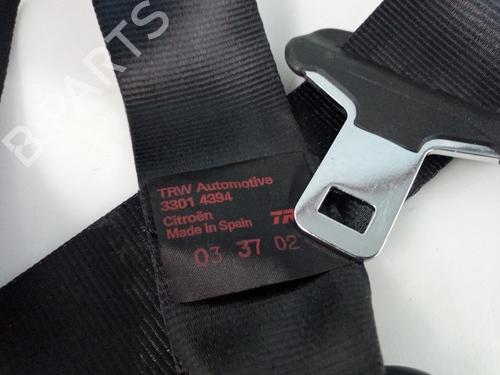 TRW Automotive
3301 4394
Citroën
Made in Spain
03 37 02